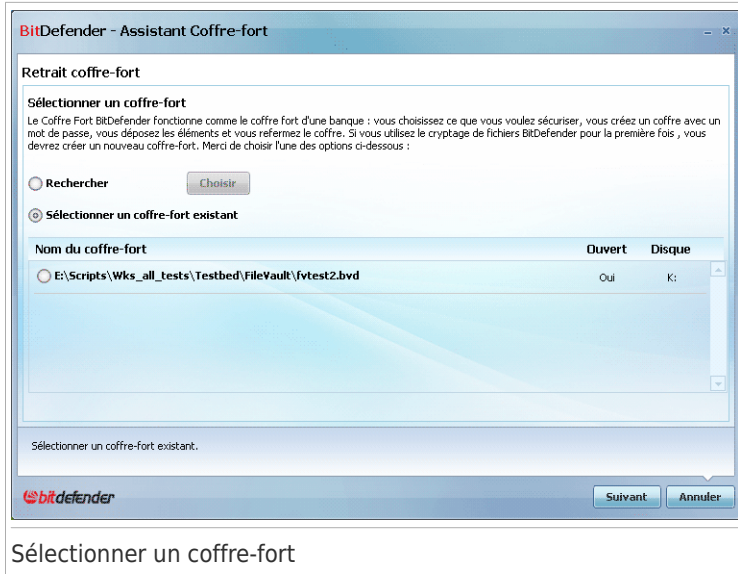 BitDefender - Assistant Coffre-fort
Retrait coffre-fort
Sélectionner un coffre-fort
Le Coffre Fort BitDefender fonctionne comme le coffre fort d'une banque : vous choisissez ce que vous voulez sécuriser, vous créez un coffre avec un
mot de passe, vous déposez les éléments et vous refermez le coffre. Si vous utilisez le cryptage de fichiers BitDefender pour la première fois , vous
devrez créer un nouveau coffre-fort. Merci de choisir l'une des options ci-dessous :
Rechercher Choisir
Sélectionner un coffre-fort existant
Nom du coffre-fort Ouvert Disque
E:\Scripts\Wks_all_tests\Testbed\FileVault\fvtest2.bvd Oui K:
Sélectionner un coffre-fort existant.
bitdefender Suivant Annuler
Sélectionner un coffre-fort